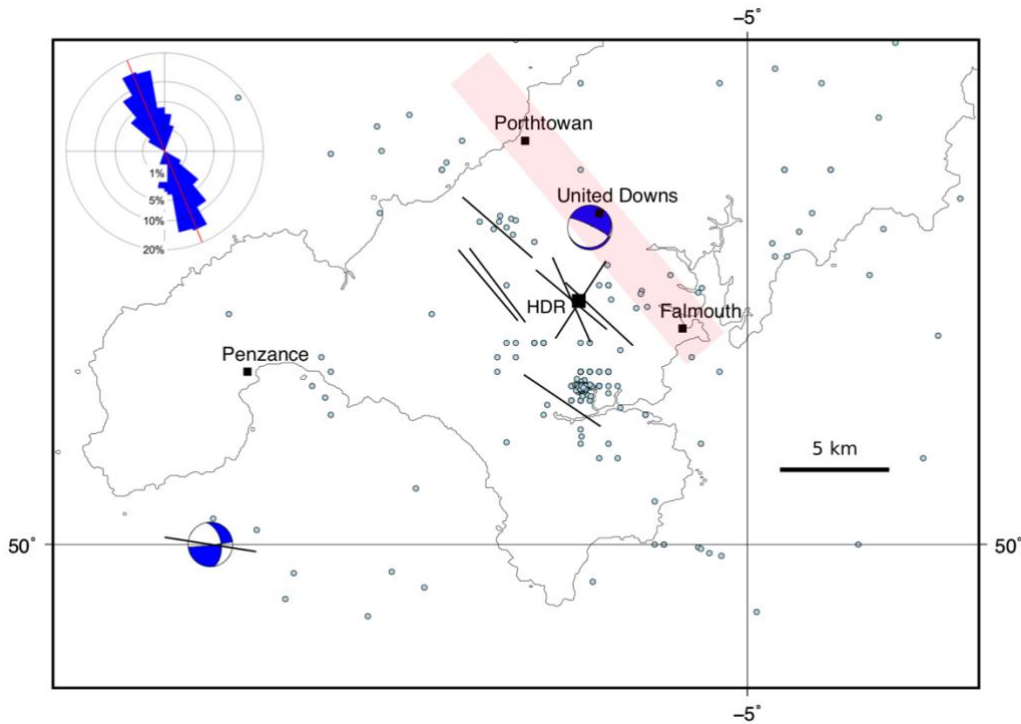 -5°
Porthtowan
United Downs
1%
5%
10%
20%
HDR
Falmouth
Penzance
5 km
50°
50°
-5°